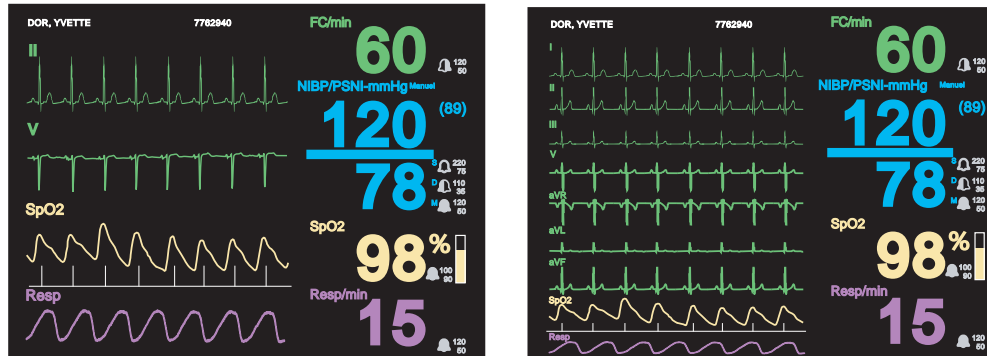 DOR, YVETTE 7762940
FC/min
II
60
120
50
NIBP/PSNI-mmHg Manuel
120
(89)
V
78
S 220
75
D 110
35
M 120
50
SpO2
SpO2
98 %
100
90
Resp
Resp/min
15
120
50
DOR, YVETTE 7762940
FC/min
I
60
120
50
II
NIBP/PSNI-mmHg Manuel
120
(89)
III
V
78
S 220
75
D 110
35
M 120
50
aVR
aVL
SpO2
98 %
100
90
aVF
SpO2
Resp/min
15
Resp
120
50